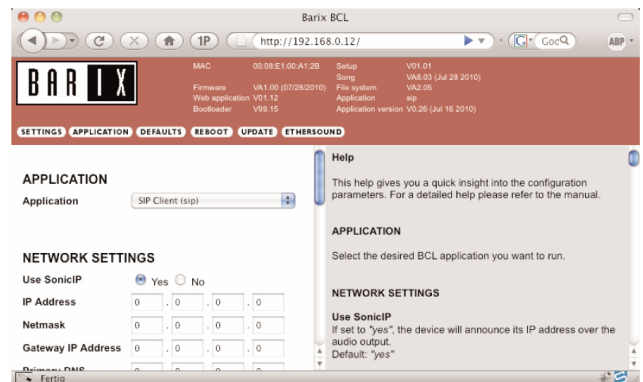 Barix BCL
1P
http://192.168.0.12/
ABP
BARIX
MAC 00:08:E1:00:A1:2B
Firmware VA1.00 (07/28/2010)
Web application V01.12
Bootloader V99.15
Setup V01.01
Song VA8.03 (Jul 28 2010)
File system VA2.05
Application sip
Application version V0.26 (Jul 16 2010)
SETTINGS APPLICATION DEFAULTS REBOOT UPDATE ETHERSOUND
APPLICATION
Application SIP Client (sip)
NETWORK SETTINGS
Use SonicIP Yes No
IP Address 0 . 0 . 0 . 0
Netmask 0 . 0 . 0 . 0
Gateway IP Address 0 . 0 . 0 . 0
Primary DNS
Help
This help gives you a quick insight into the configuration
parameters. For a detailed help please refer to the manual.
APPLICATION
Select the desired BCL application you want to run.
NETWORK SETTINGS
Use SonicIP
If set to "yes", the device will announce its IP address over the
audio output.
Default: "yes"
Fertig